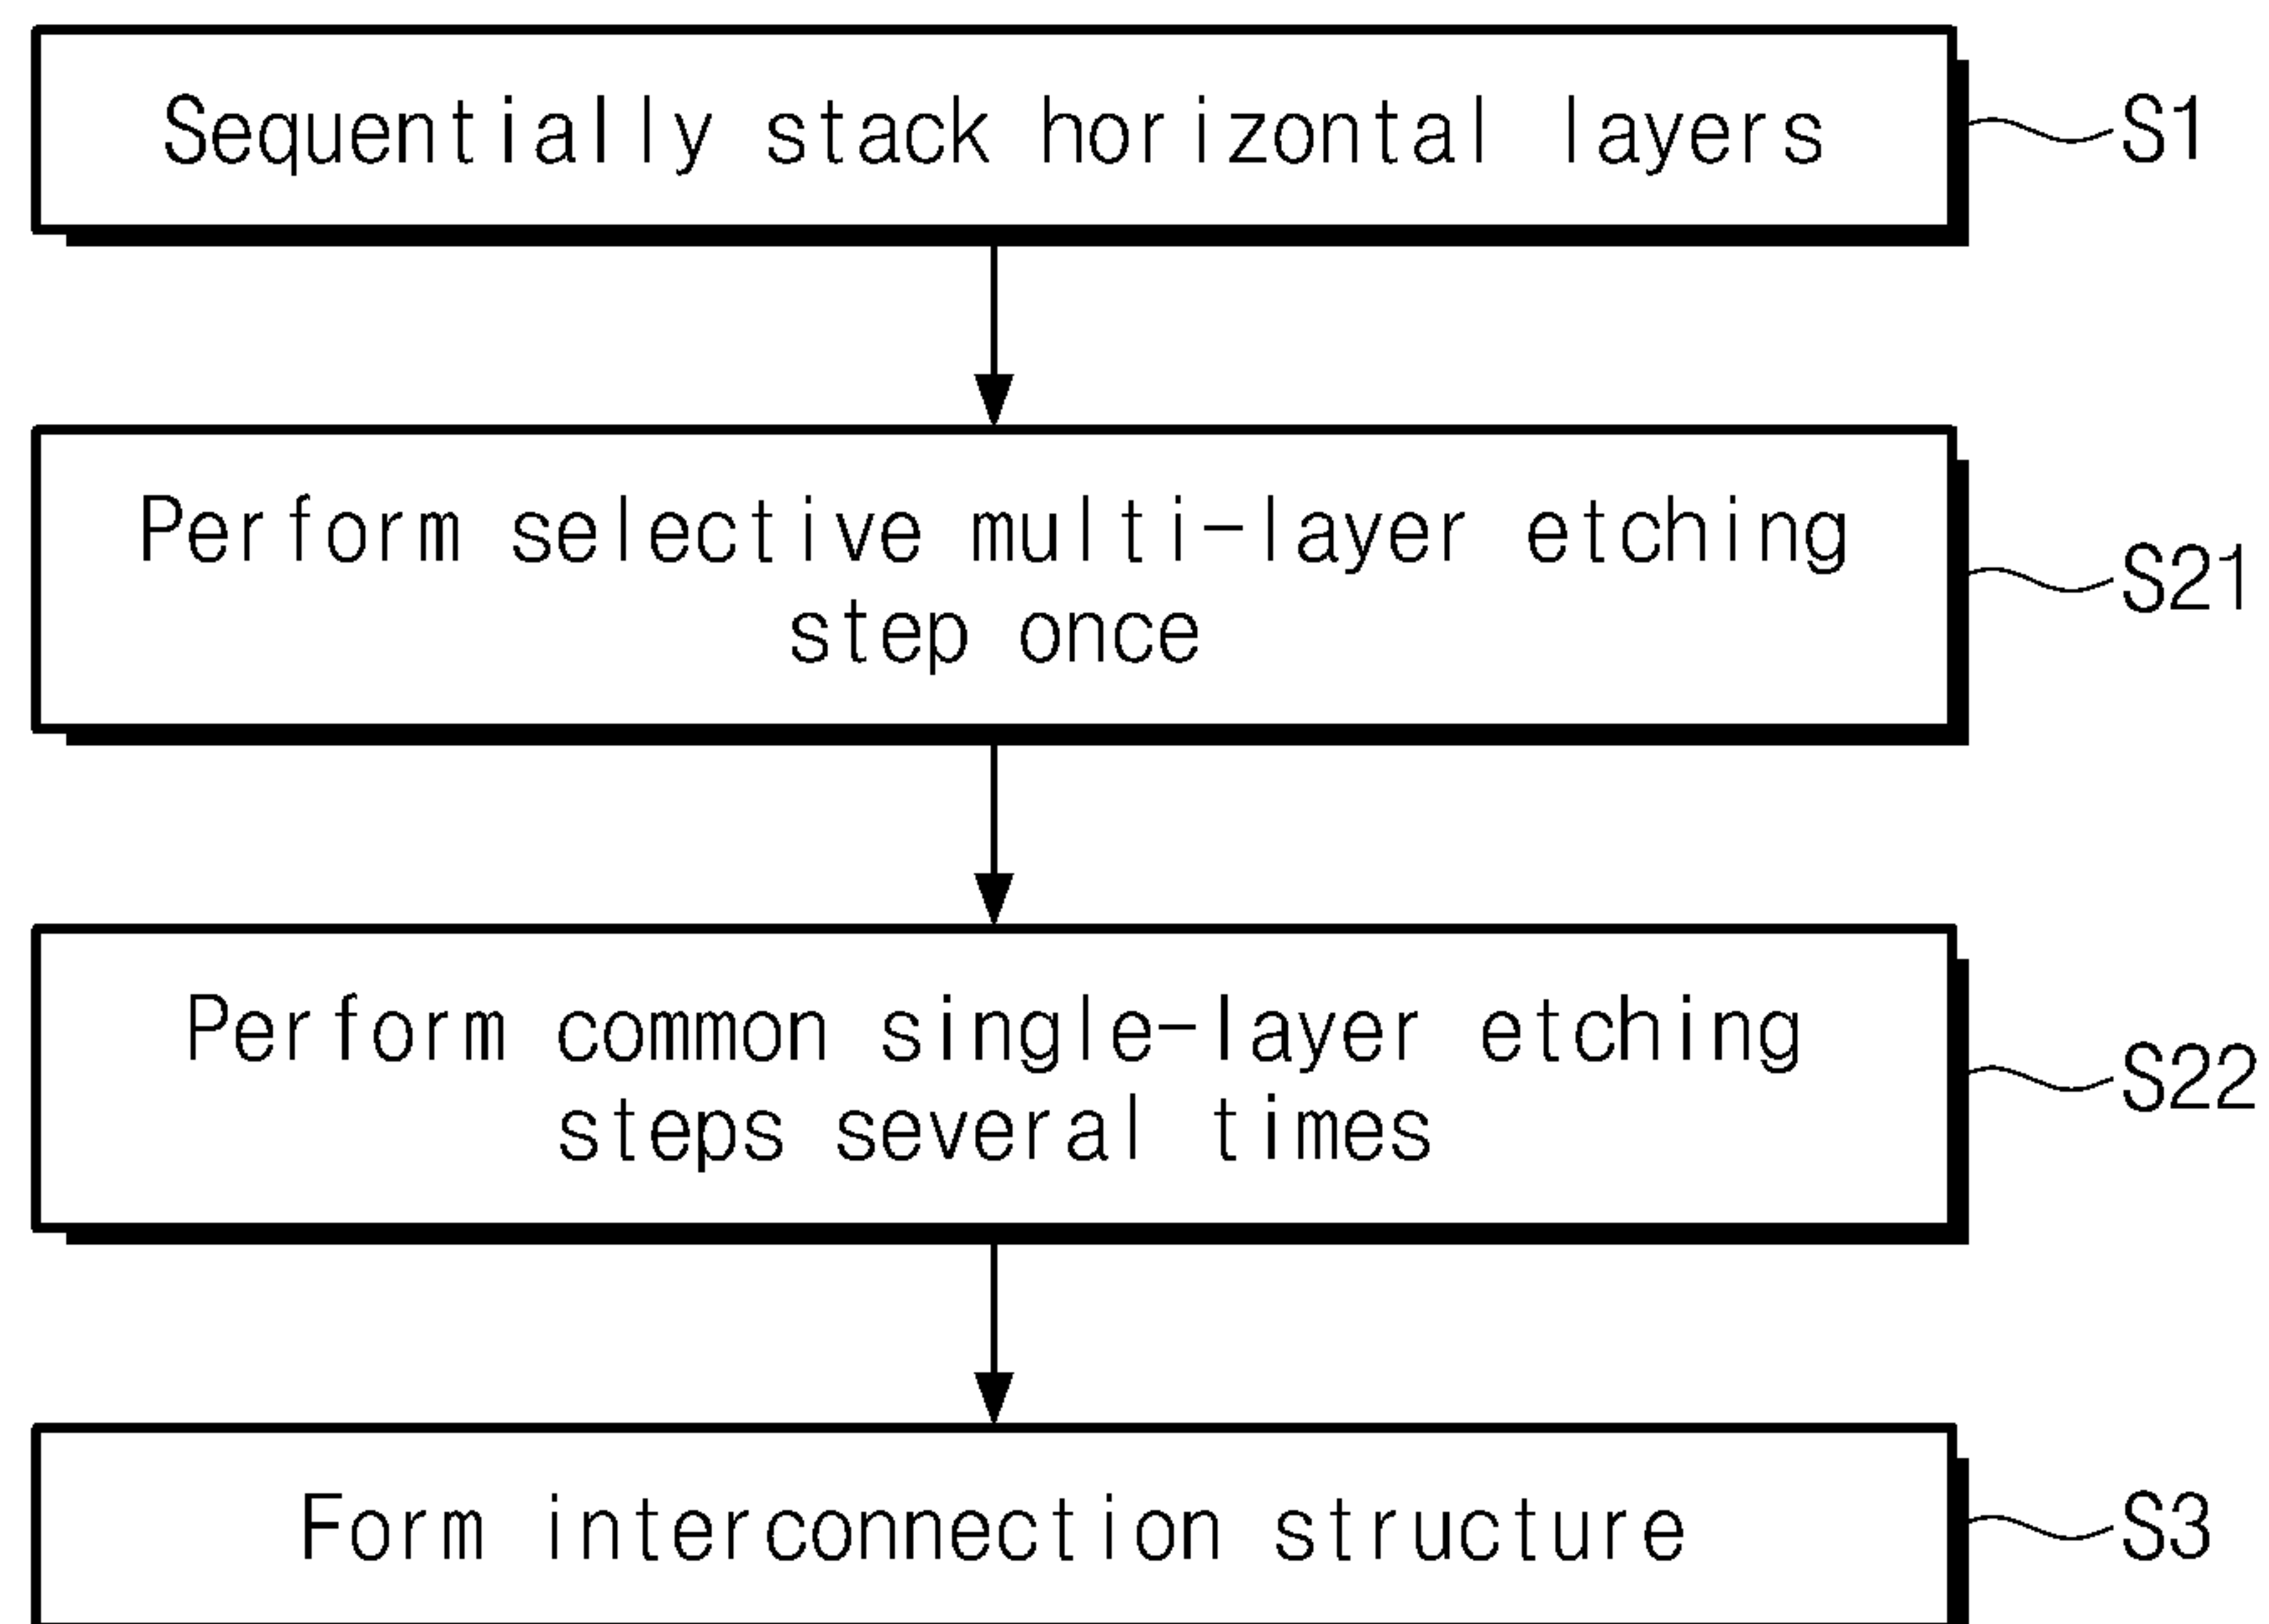 Sequentially stack horizontal layers
S1
Perform selective multi-layer etching
step once
S21
Perform common single-layer etching
steps several times
S22
Form interconnection structure
S3